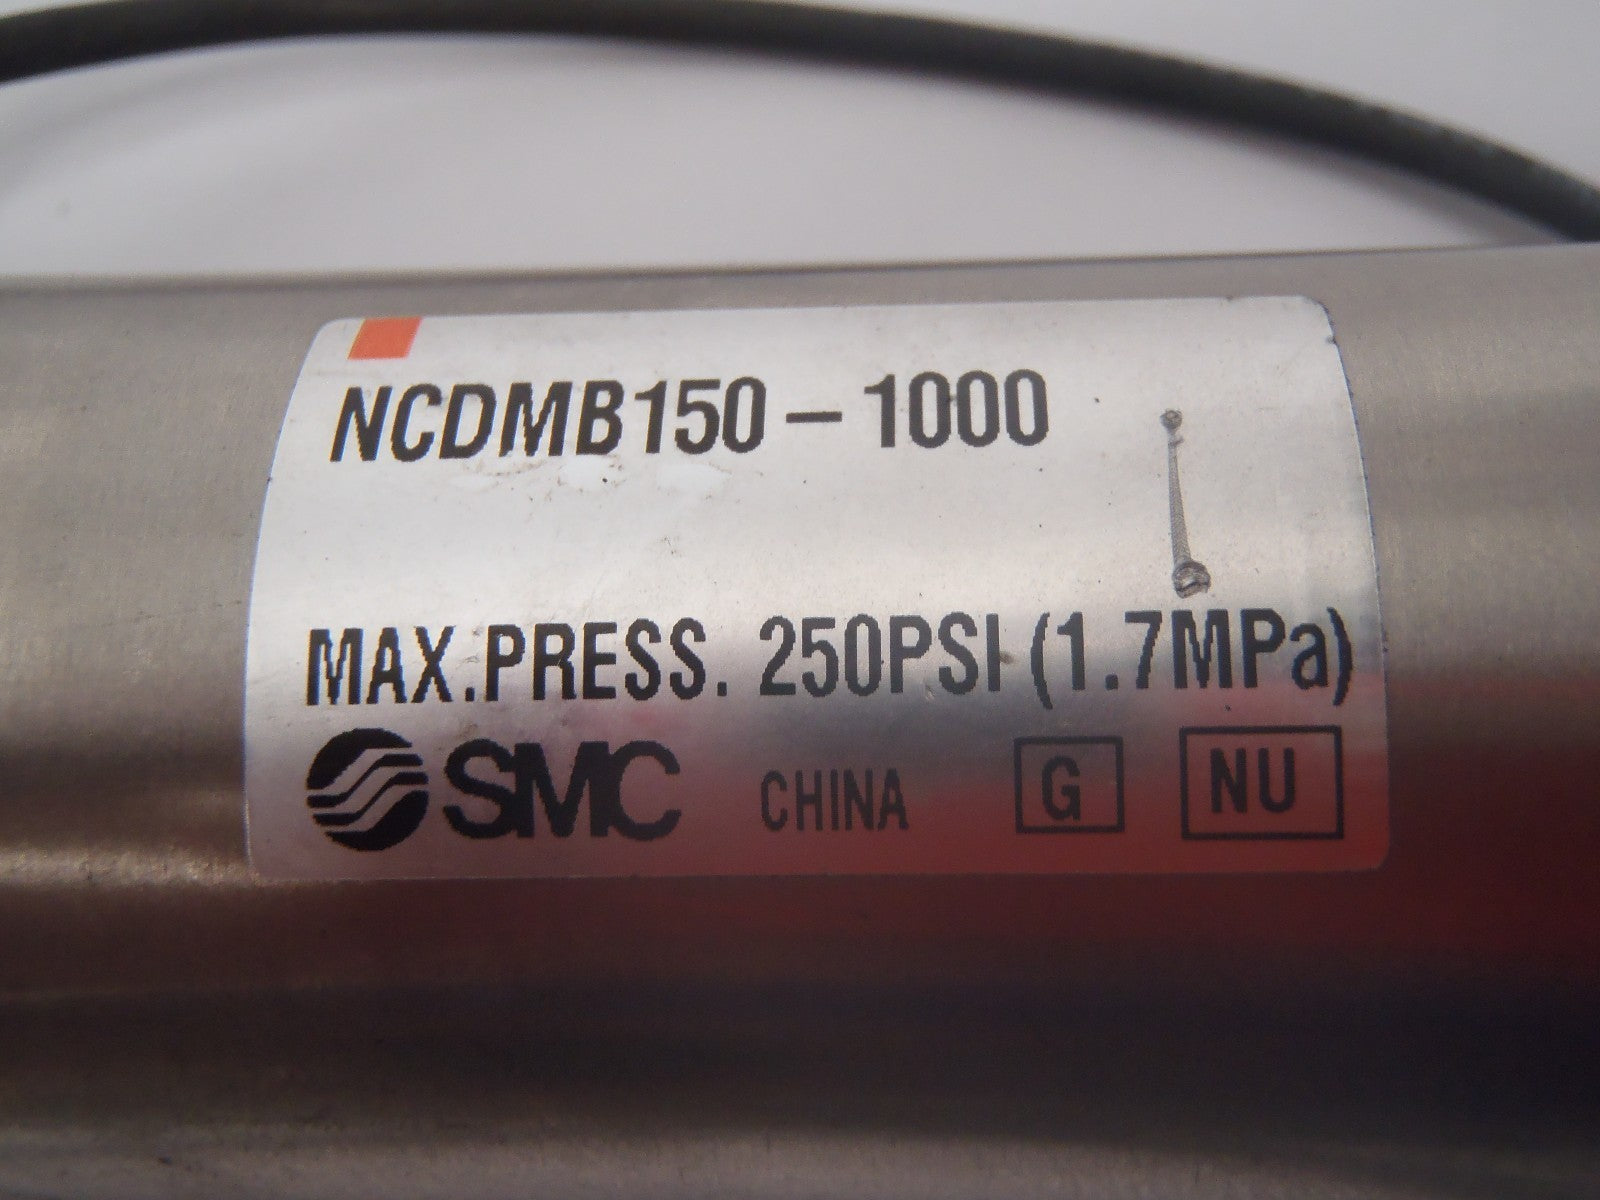 NCDMB150-1000
MAX.PRESS. 250PSI (1.7MPa)
SMC CHINA G NU